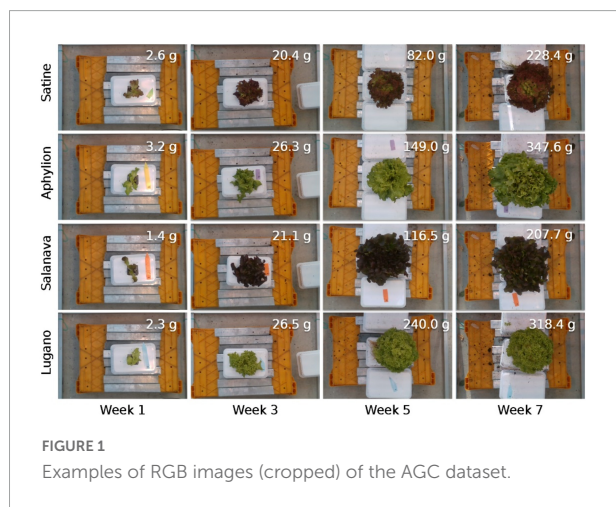 Satine
2.6 g
20.4 g
82.0 g
228.4 g
Aphylion
3.2 g
26.3 g
149.0 g
347.6 g
Salanava
1.4 g
21.1 g
116.5 g
207.7 g
Lugano
2.3 g
26.5 g
240.0 g
318.4 g
Week 1
Week 3
Week 5
Week 7
FIGURE 1
Examples of RGB images (cropped) of the AGC dataset.